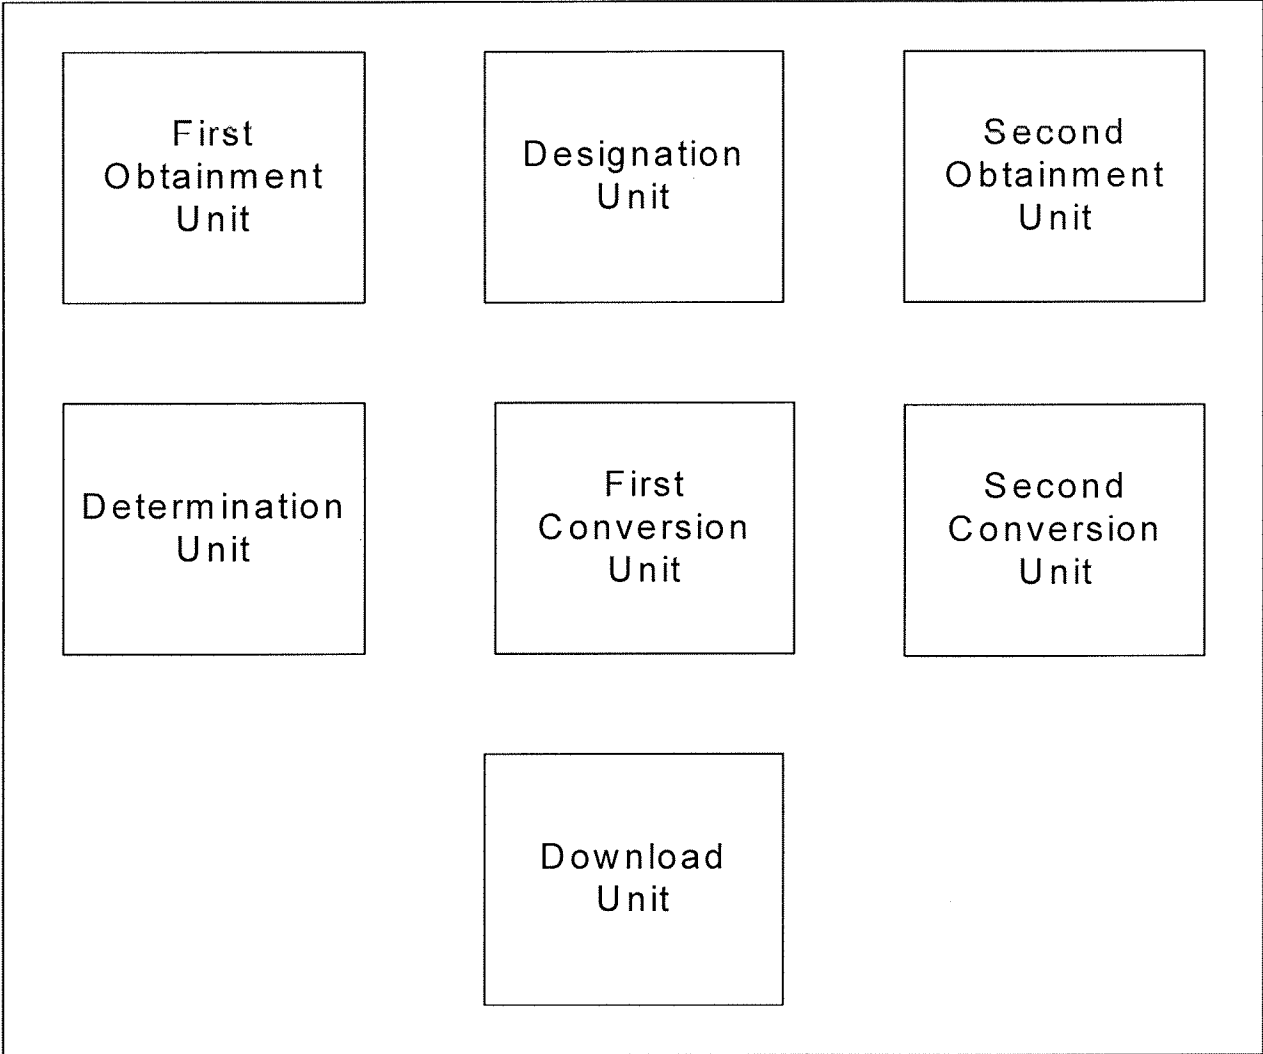 First
Obtainment
Unit
Designation
Unit
Second
Obtainment
Unit
Determination
Unit
First
Conversion
Unit
Second
Conversion
Unit
Download
Unit